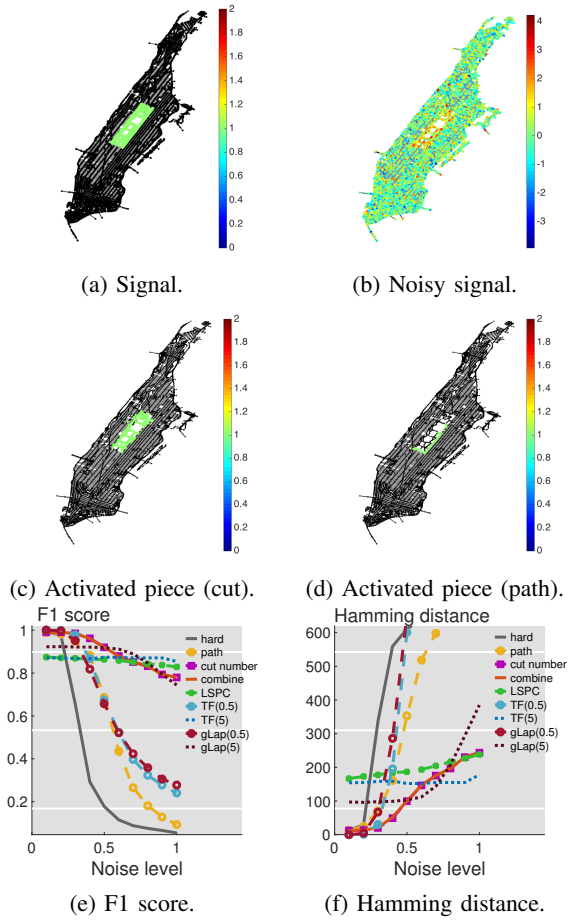 2
1.8
1.6
1.4
1.2
1
0.8
0.6
0.4
0.2
0
4
3
2
1
0
-1
-2
-3
(a) Signal.
(b) Noisy signal.
2
1.8
1.6
1.4
1.2
1
0.8
0.6
0.4
0.2
0
2
1.8
1.6
1.4
1.2
1
0.8
0.6
0.4
0.2
0
(c) Activated piece (cut).
(d) Activated piece (path).
F1 score
1
0.8
0.6
0.4
0.2
hard
path
cut number
combine
LSPC
TF(0.5)
TF(5)
gLap(0.5)
gLap(5)
0
0.5
1
Noise level
Hamming distance
600
500
400
300
200
100
0
hard
path
cut number
combine
LSPC
TF(0.5)
TF(5)
gLap(0.5)
gLap(5)
0
0.5
1
Noise level
(e) F1 score.
(f) Hamming distance.